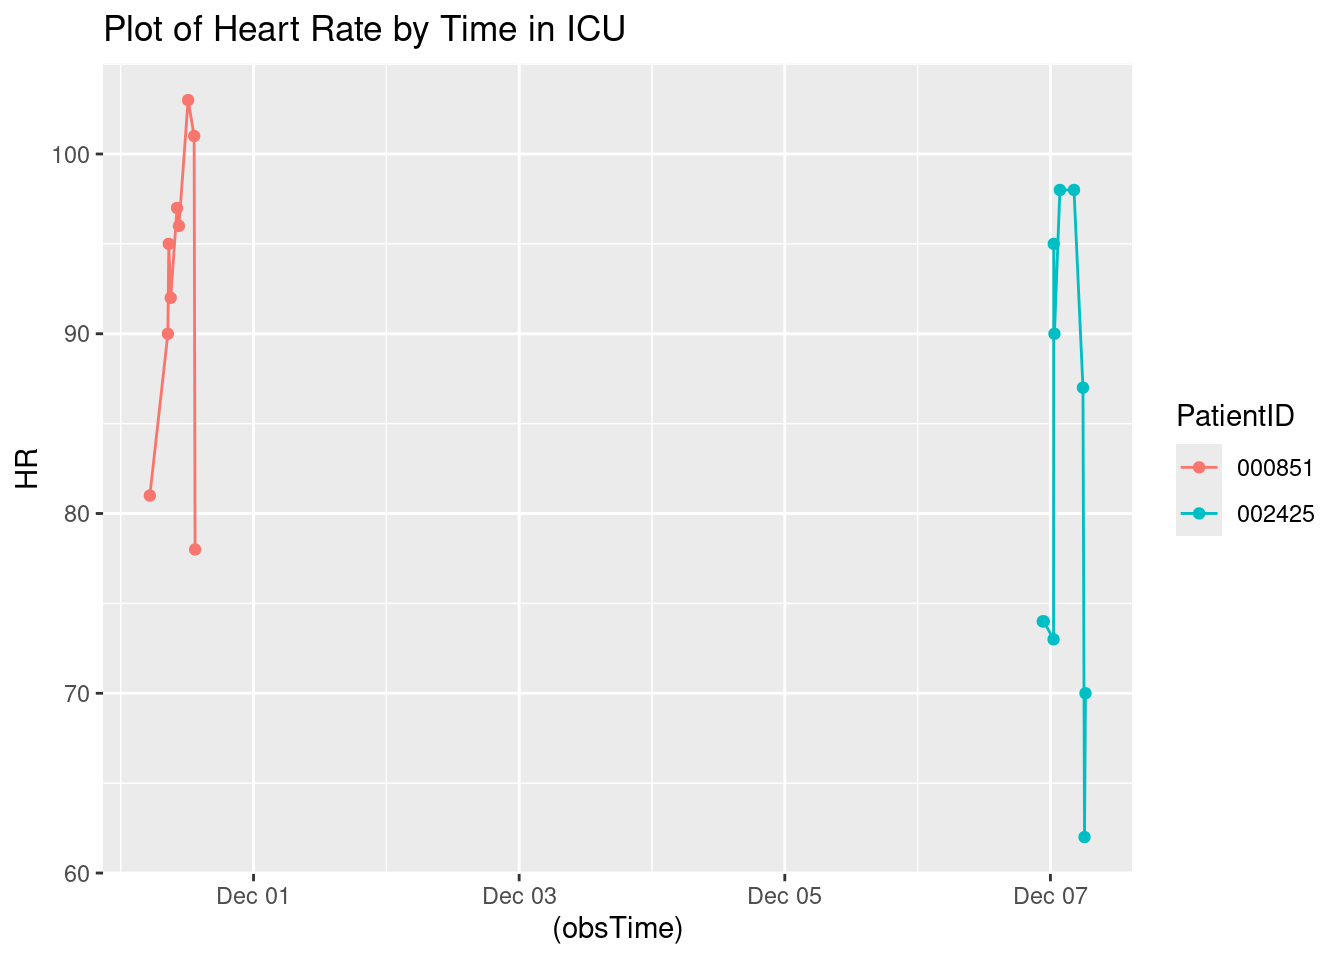 Plot of Heart Rate by Time in ICU
100
90
80
70
60
HR
Dec 01
Dec 03
Dec 05
Dec 07
(obsTime)
PatientID
000851
002425